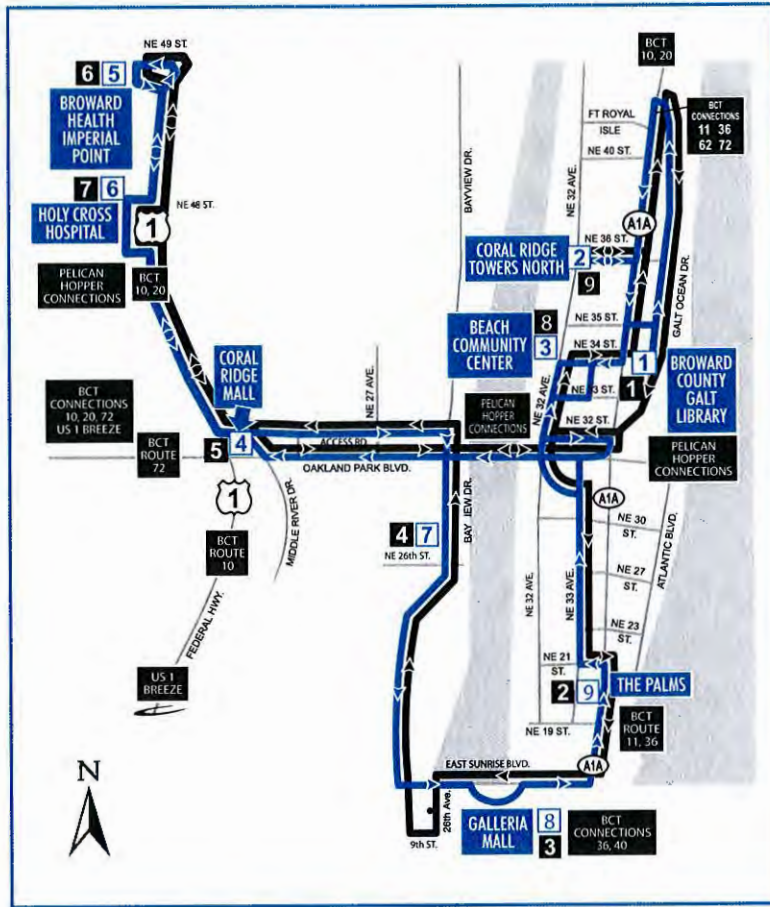 NE 49 ST.
6 5
BROWARD
HEALTH
IMPERIAL
POINT
7 6
HOLY CROSS
HOSPITAL
NE 48 ST.
1
PELICAN
HOPPER
CONNECTIONS
BCT
10, 20
CORAL
RIDGE
MALL
BCT
CONNECTIONS
10, 20, 72
US 1 BREEZE
BCT
ROUTE
72
5 4
1
BCT
ROUTE
10
FEDERAL HWY.
US 1
BREEZE
MIDDLE RIVER DR.
NE 27 AVE.
ACCESS RD.
OAKLAND PARK BLVD.
BAYVIEW DR.
PELICAN
HOPPER
CONNECTIONS
BAYVIEW DR.
4 7
NE 26th ST.
BCT
10, 20
BCT
CONNECTIONS
11 36
62 72
FT ROYAL
ISLE
NE 40 ST.
NE 32 AVE.
A1A
NE 36 ST.
CORAL RIDGE
TOWERS NORTH
2
9
GALT OCEAN DR.
NE 35 ST.
BEACH
COMMUNITY
CENTER
8
3
NE 34 ST.
1
1
BROWARD
COUNTY
GALT
LIBRARY
NE 33 ST.
NE 32 AVE.
NE 32 ST.
PELICAN
HOPPER
CONNECTIONS
A1A
NE 30
ST.
ATLANTIC BLVD.
NE 27
ST.
NE 32 AVE.
NE 33 AVE.
NE 23
ST.
NE 21
ST.
2 9
THE PALMS
NE 19 ST.
BCT
ROUTE
11, 36
A1A
EAST SUNRISE BLVD.
26th Ave.
9th ST.
GALLERIA
MALL
8
3
BCT
CONNECTIONS
36, 40
N